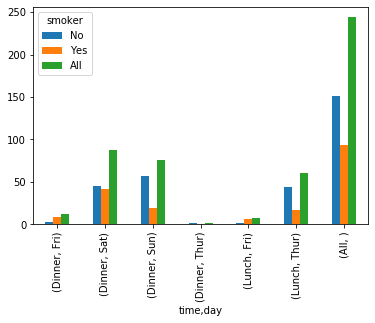 smoker
No
Yes
All
250
200
150
100
50
0
(Dinner, Fri)
(Dinner, Sat)
(Dinner, Sun)
(Dinner, Thur)
(Lunch, Fri)
(Lunch, Thur)
(All, )
time,day